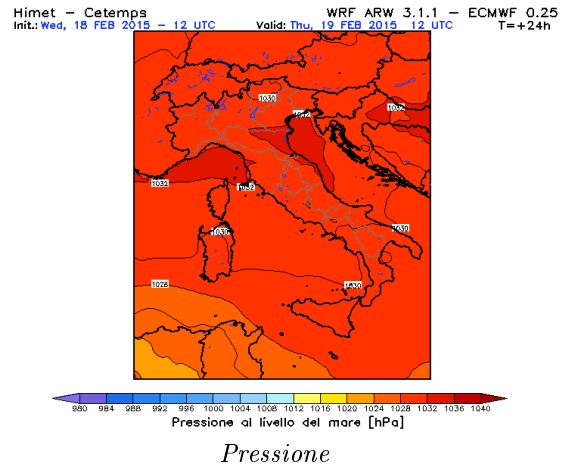 Himet – Cetemps WRF ARW 3.1.1 – ECMWF 0.25
Init.: Wed, 18 FEB 2015 – 12 UTC Valid: Thu, 19 FEB 2015 12 UTC T=+24h
1030
1032
1032
1032
1032
1030
1030
1030
1028
980 984 988 992 996 1000 1004 1008 1012 1016 1020 1024 1028 1032 1036 1040
Pressione al livello del mare [hPa]
Pressione